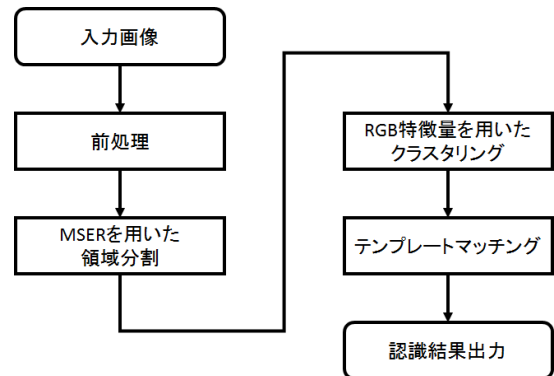 入力画像
前処理
MSERを用いた
領域分割
RGB特徴量を用いた
クラスタリング
テンプレートマッチング
認識結果出力